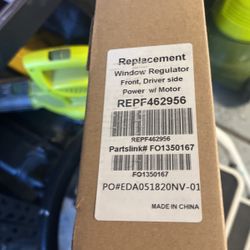 Replacement
Window Regulator
Front, Driver side
Power w/ Motor
REPF462956
REPF462956
Partslink# FO1350167
FO1350167
PO#EDA051820NV-01
MADE IN CHINA